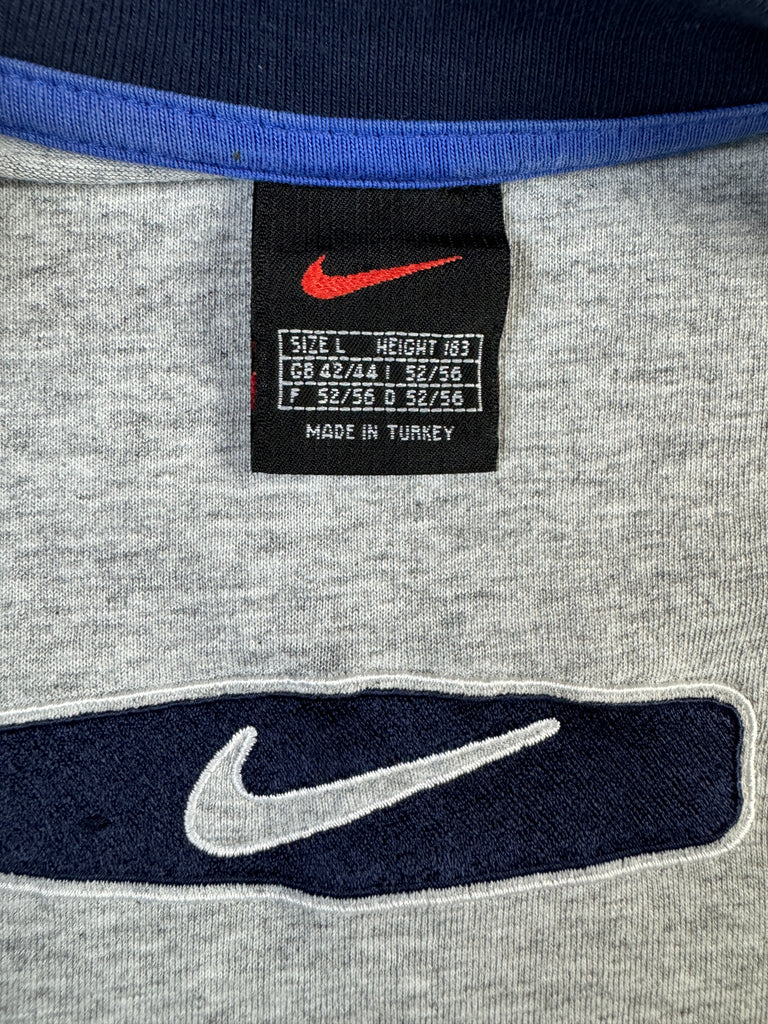 SIZE L HEIGHT 183
GB 42/44 I 52/56
F 52/56 D 52/56
MADE IN TURKEY